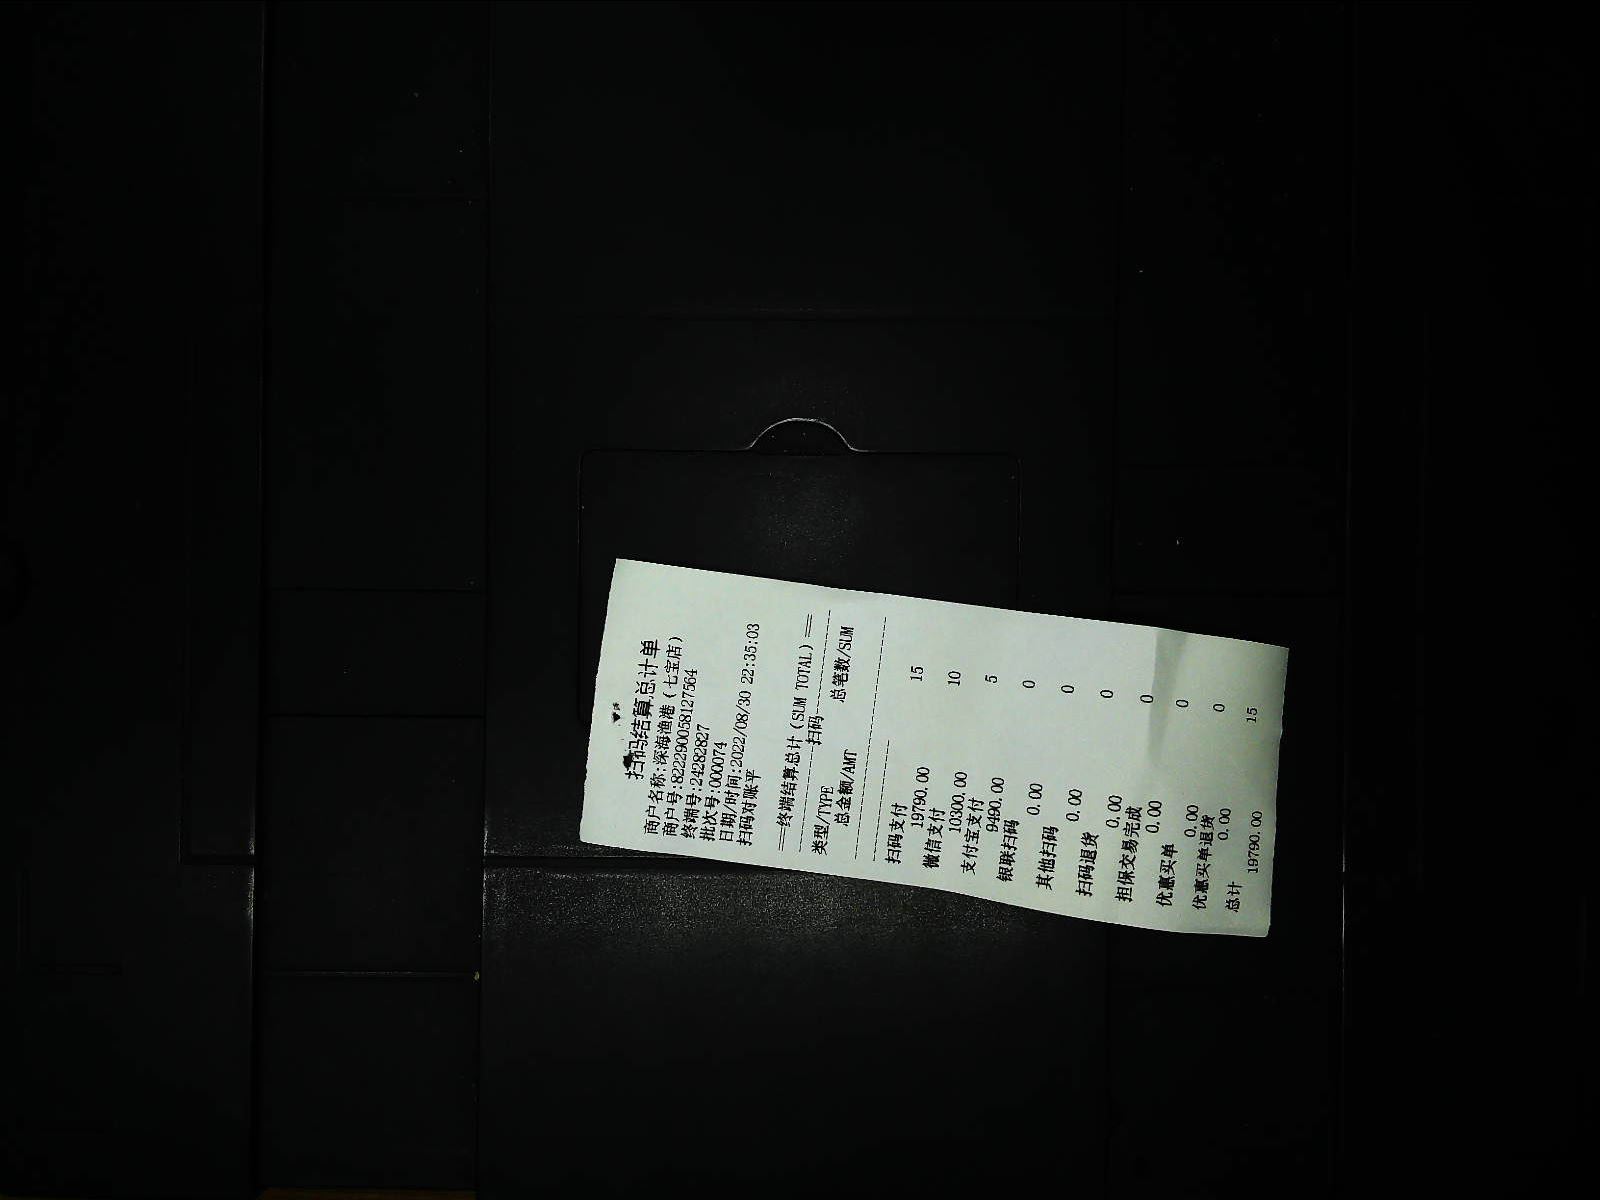 扫码结算总计单
商户名称:深海渔港(七宝店)
商户号:822290058127564
终端号:24282827
批次号:000074
日期/时间:2022/08/30 22:35:03
扫码对账平
==终端结算总计(SUM TOTAL)==
----------扫码----------
类型/TYPE 总笔数/SUM
总金额/AMT
------------------------
扫码支付 15
19790.00
微信支付 10
10300.00
支付宝支付 5
9490.00
银联扫码 0
0.00
其他扫码 0
0.00
扫码退货 0
0.00
担保交易完成 0
0.00
优惠买单 0
0.00
优惠买单退货 0
0.00
总计 15
19790.00